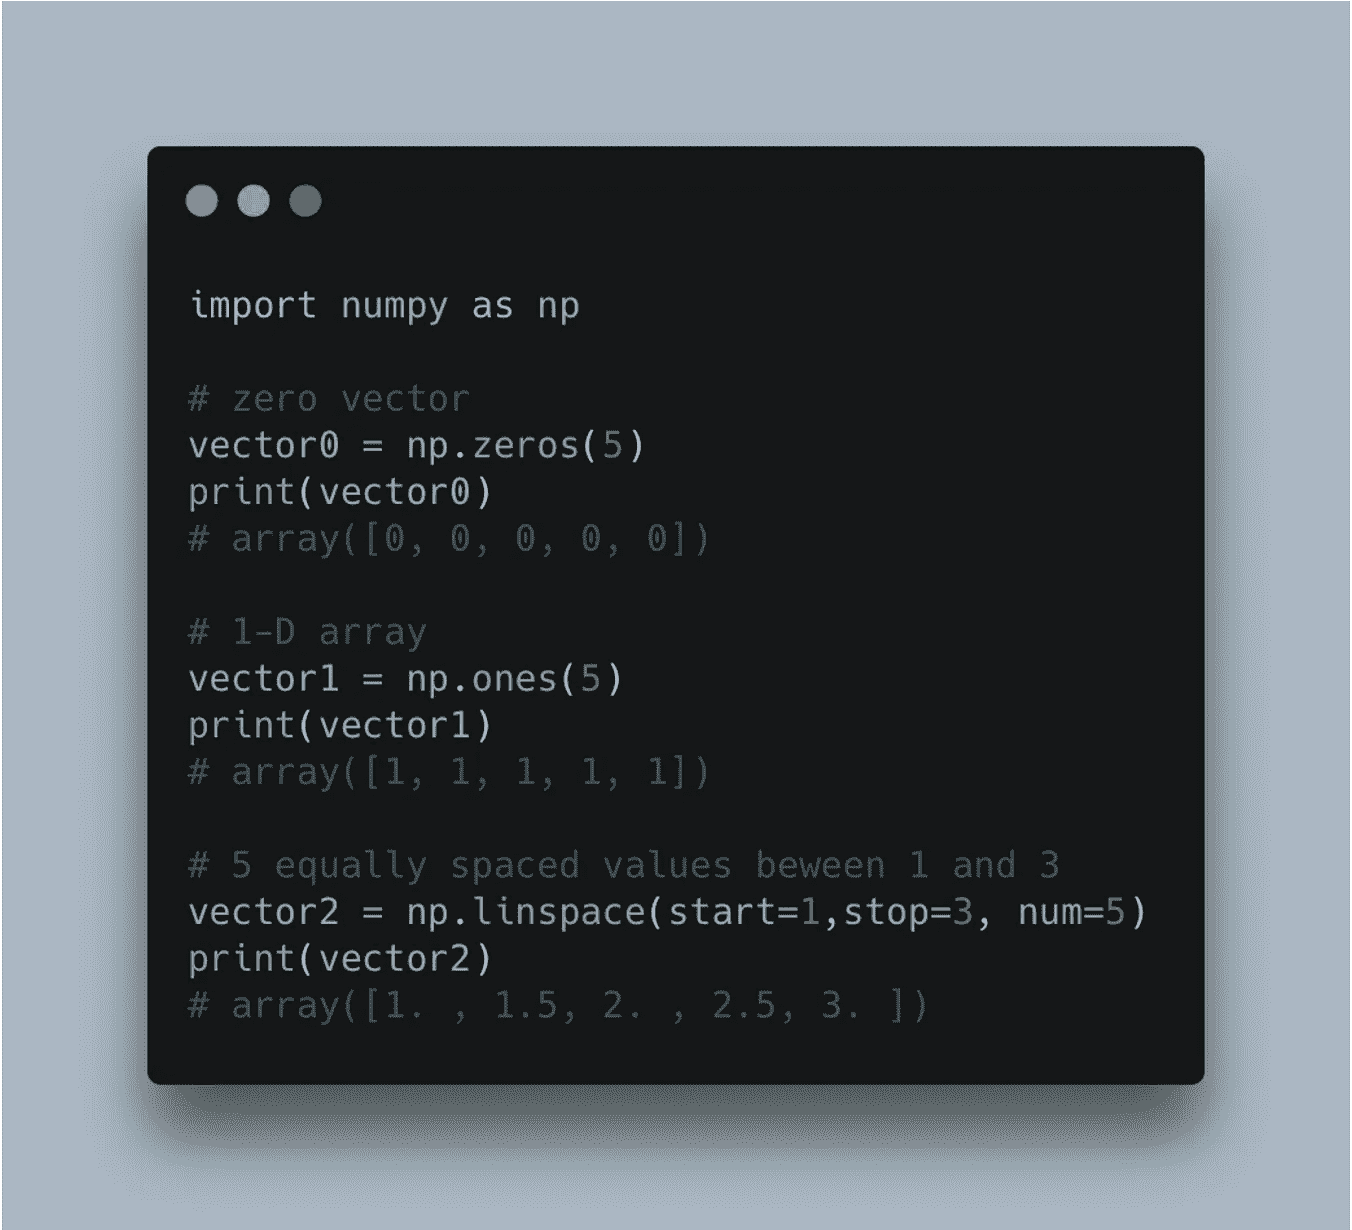 import numpy as np
# zero vector
vector0 = np.zeros(5)
print(vector0)
# array([0, 0, 0, 0, 0])
# 1-D array
vector1 = np.ones(5)
print(vector1)
# array([1, 1, 1, 1, 1])
# 5 equally spaced values beween 1 and 3
vector2 = np.linspace(start=1,stop=3, num=5)
print(vector2)
# array([1. , 1.5, 2. , 2.5, 3. ])